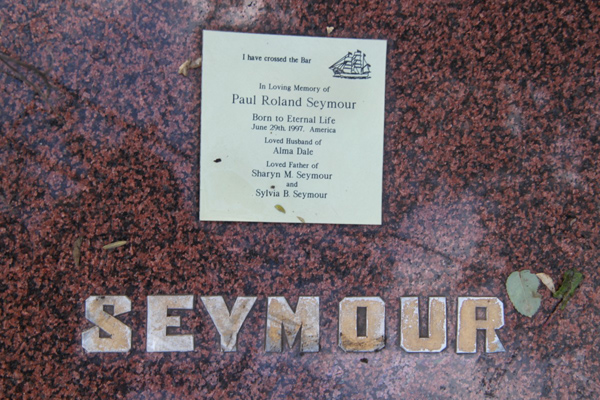 I have crossed the Bar
In Loving Memory of
Paul Roland Seymour
Born to Eternal Life
June 29th, 1997. America
Loved Husband of
Alma Dale
Loved Father of
Sharyn M. Seymour
and
Sylvia B. Seymour
SEYMOUR